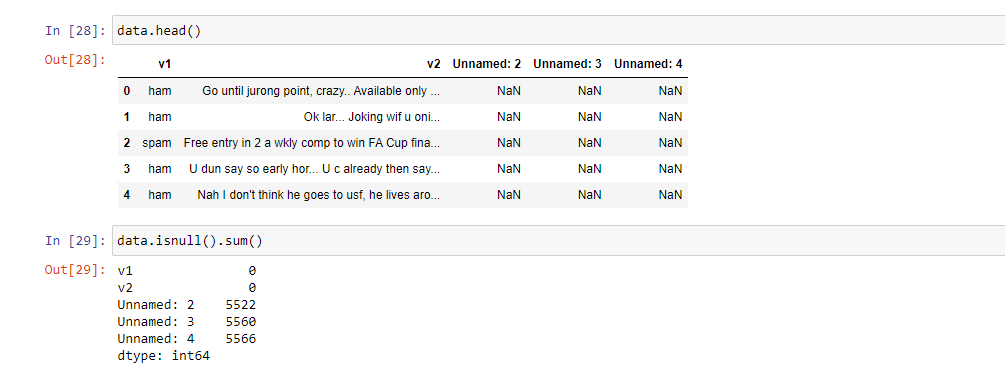 In [28]: data.head()
Out[28]:
v1 v2 Unnamed: 2 Unnamed: 3 Unnamed: 4
0 ham Go until jurong point, crazy.. Available only ... NaN NaN NaN
1 ham Ok lar... Joking wif u oni... NaN NaN NaN
2 spam Free entry in 2 a wkly comp to win FA Cup fina... NaN NaN NaN
3 ham U dun say so early hor... U c already then say... NaN NaN NaN
4 ham Nah I don't think he goes to usf, he lives aro... NaN NaN NaN
In [29]: data.isnull().sum()
Out[29]: v1 0
v2 0
Unnamed: 2 5522
Unnamed: 3 5560
Unnamed: 4 5566
dtype: int64